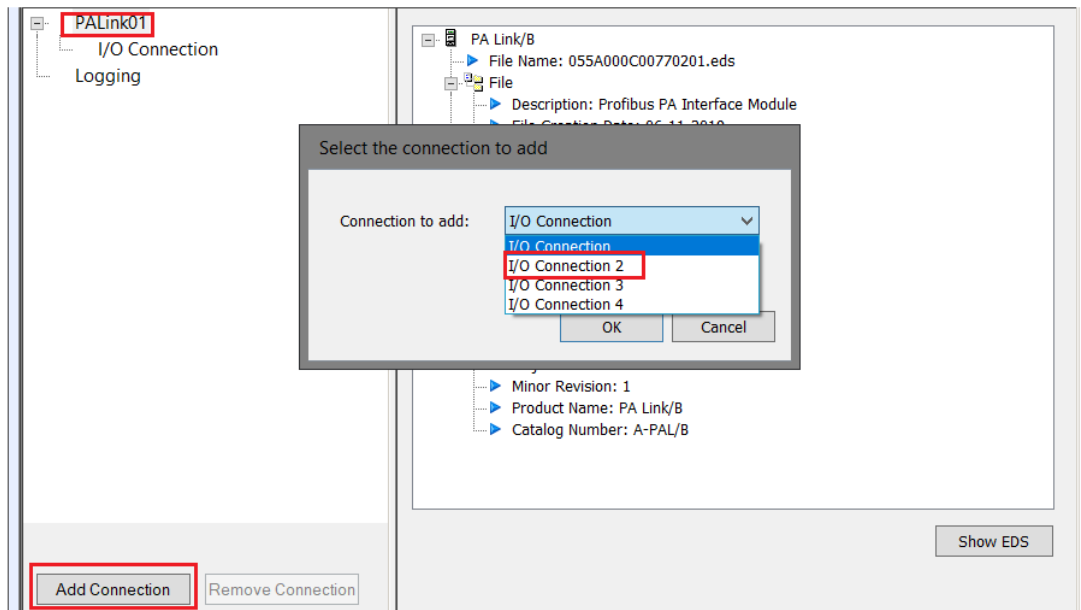 PALink01
I/O Connection
Logging
PA Link/B
File Name: 055A000C00770201.eds
File
Description: Profibus PA Interface Module
Select the connection to add
Connection to add:
I/O Connection
I/O Connection
I/O Connection 2
I/O Connection 3
I/O Connection 4
OK
Cancel
Minor Revision: 1
Product Name: PA Link/B
Catalog Number: A-PAL/B
Show EDS
Add Connection
Remove Connection